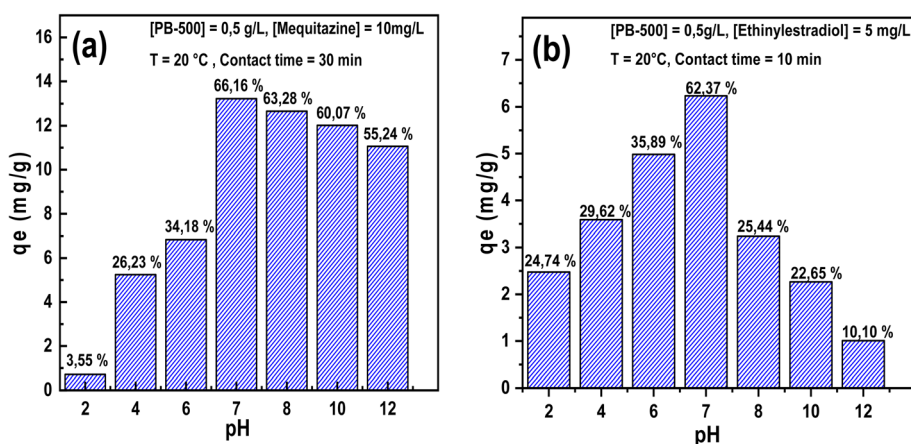 (a)
[PB-500] = 0,5 g/L, [Mequitazine] = 10mg/L
T = 20 °C , Contact time = 30 min
qe (mg/g)
16
14
12
10
8
6
4
2
0
3,55 %
26,23 %
34,18 %
66,16 %
63,28 %
60,07 %
55,24 %
2 4 6 7 8 10 12
pH
(b)
[PB-500] = 0,5g/L, [Ethinylestradiol] = 5 mg/L
T = 20°C, Contact time = 10 min
qe (mg/g)
7
6
5
4
3
2
1
0
24,74 %
29,62 %
35,89 %
62,37 %
25,44 %
22,65 %
10,10 %
2 4 6 7 8 10 12
pH